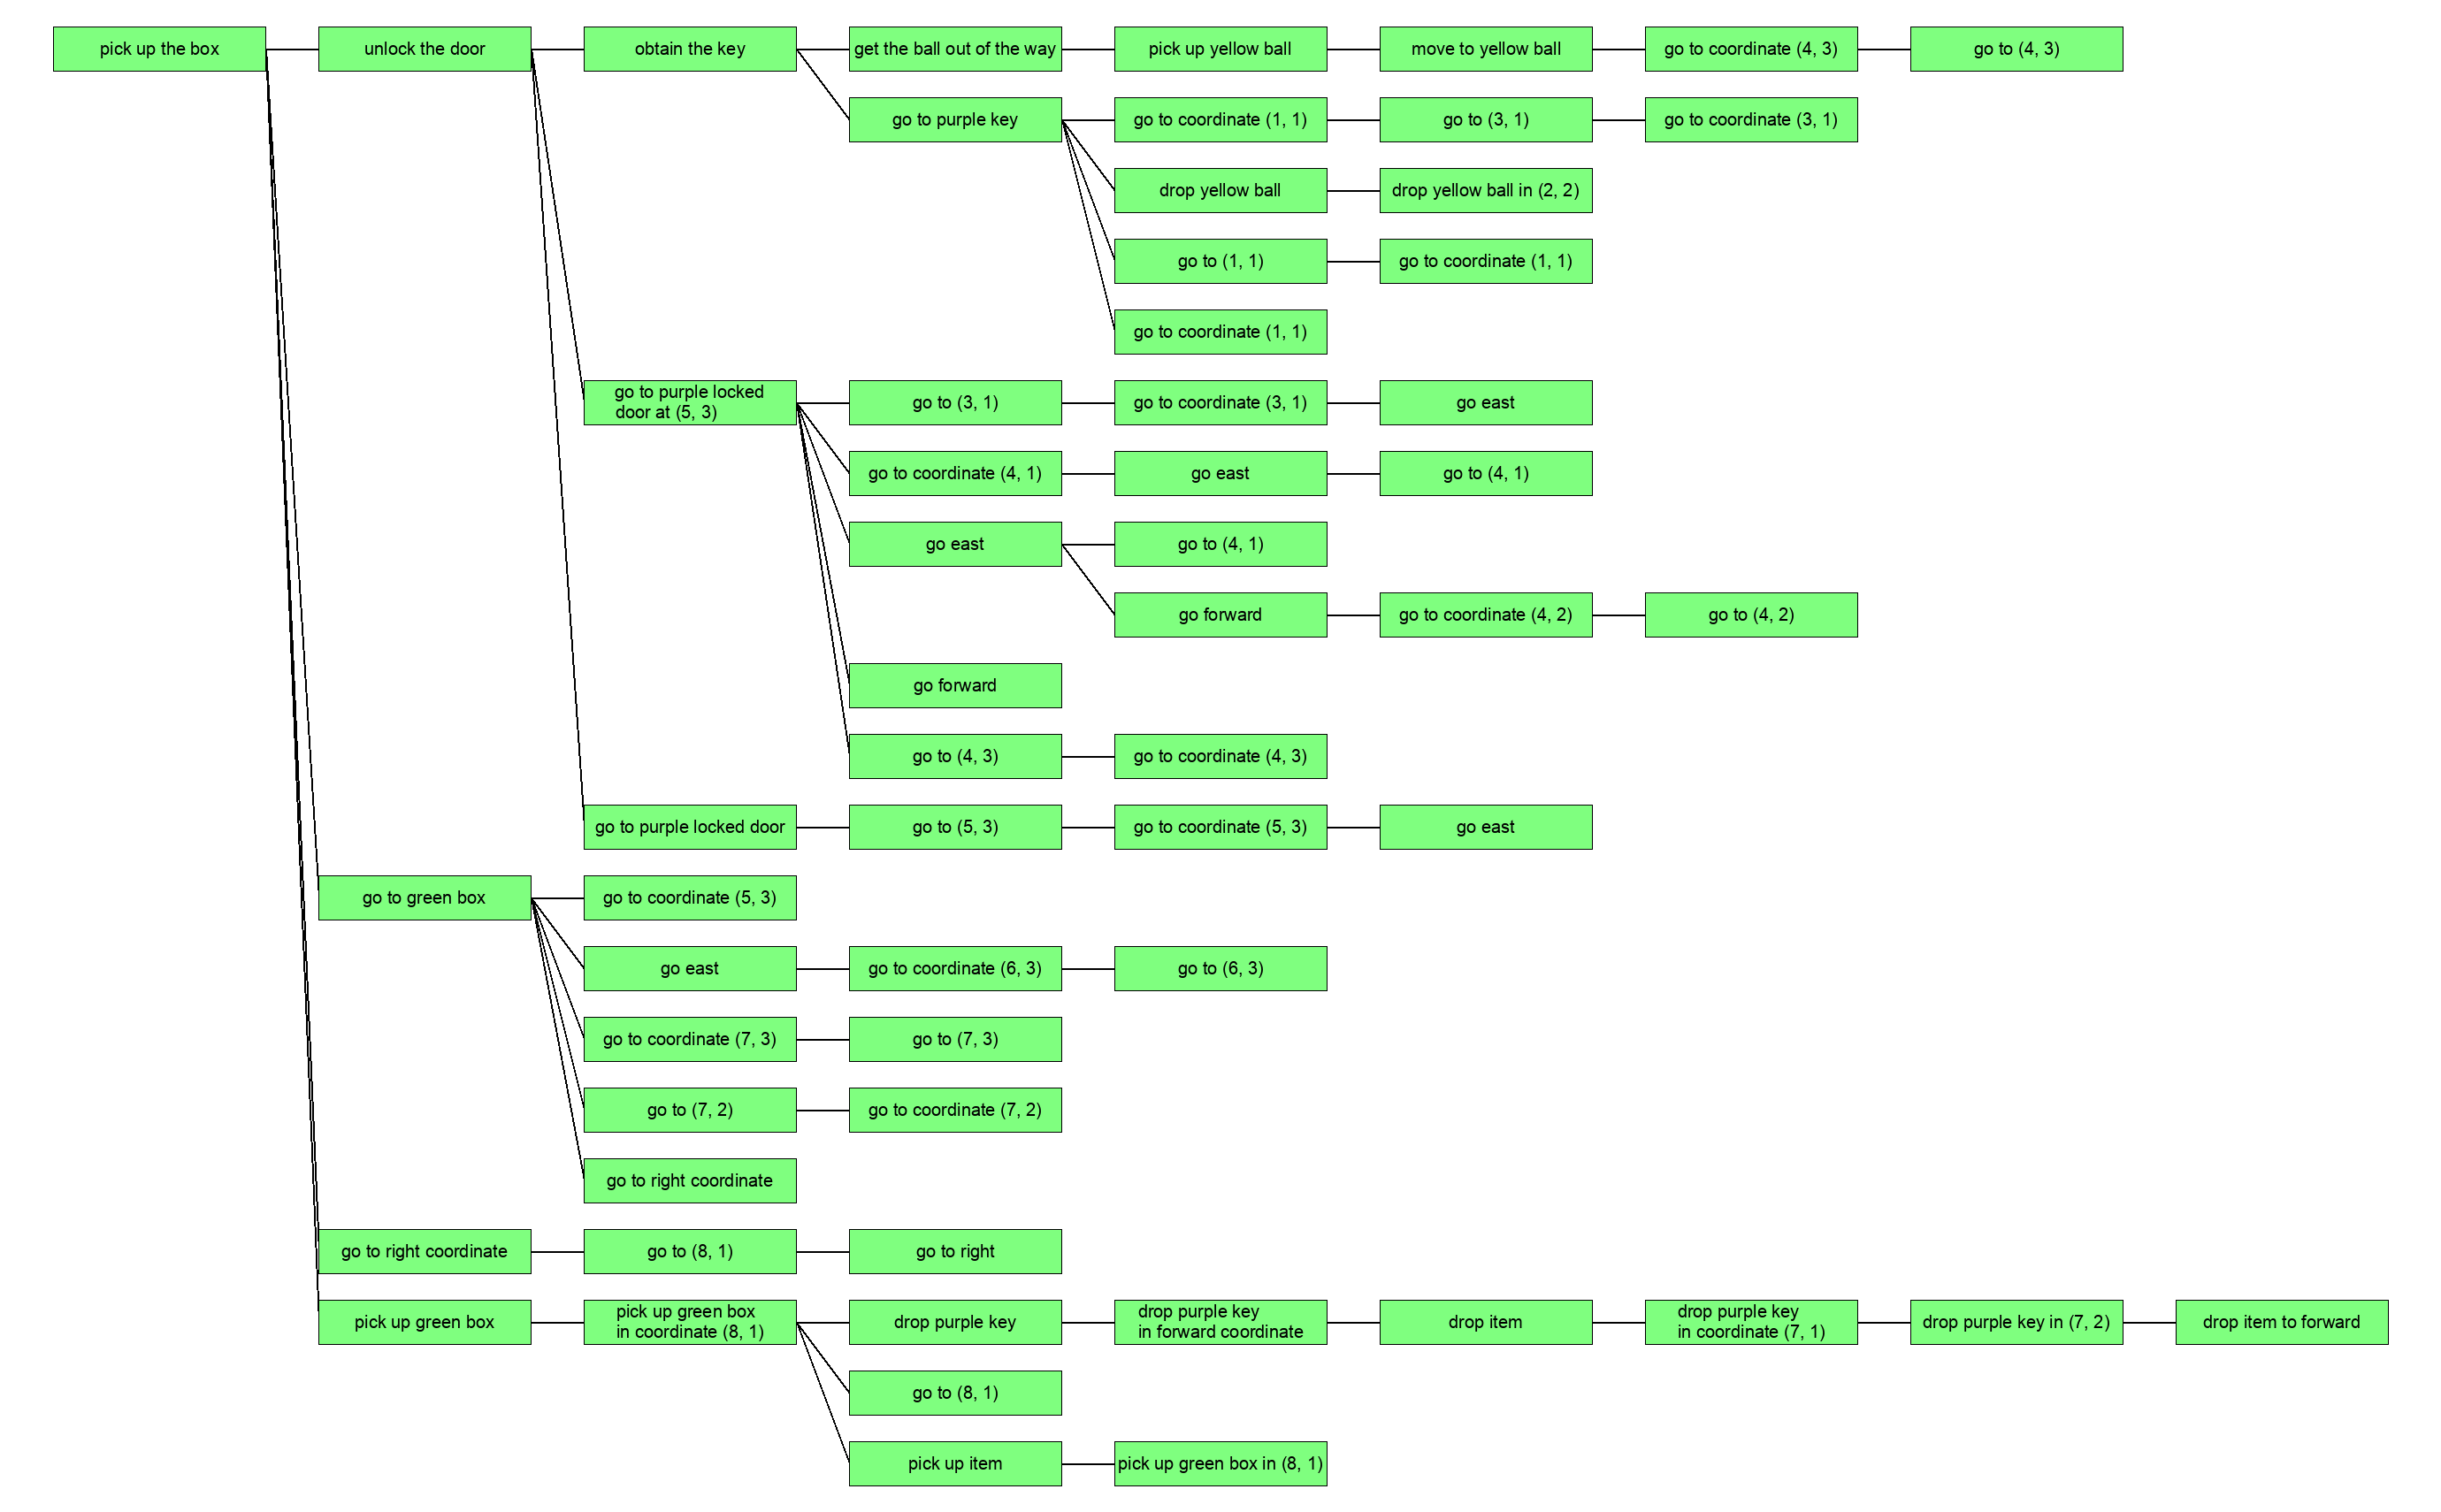 pick up the box
unlock the door
obtain the key
get the ball out of the way
pick up yellow ball
move to yellow ball
go to coordinate (4, 3)
go to (4, 3)
go to purple key
go to coordinate (1, 1)
go to (3, 1)
go to coordinate (3, 1)
drop yellow ball
drop yellow ball in (2, 2)
go to (1, 1)
go to coordinate (1, 1)
go to coordinate (1, 1)
go to purple locked
door at (5, 3)
go to (3, 1)
go to coordinate (3, 1)
go east
go to coordinate (4, 1)
go east
go to (4, 1)
go east
go to (4, 1)
go forward
go to coordinate (4, 2)
go to (4, 2)
go forward
go to (4, 3)
go to coordinate (4, 3)
go to purple locked door
go to (5, 3)
go to coordinate (5, 3)
go east
go to green box
go to coordinate (5, 3)
go east
go to coordinate (6, 3)
go to (6, 3)
go to coordinate (7, 3)
go to (7, 3)
go to (7, 2)
go to coordinate (7, 2)
go to right coordinate
go to right coordinate
go to (8, 1)
go to right
pick up green box
pick up green box
in coordinate (8, 1)
drop purple key
drop purple key
in forward coordinate
drop item
drop purple key
in coordinate (7, 1)
drop purple key in (7, 2)
drop item to forward
go to (8, 1)
pick up item
pick up green box in (8, 1)